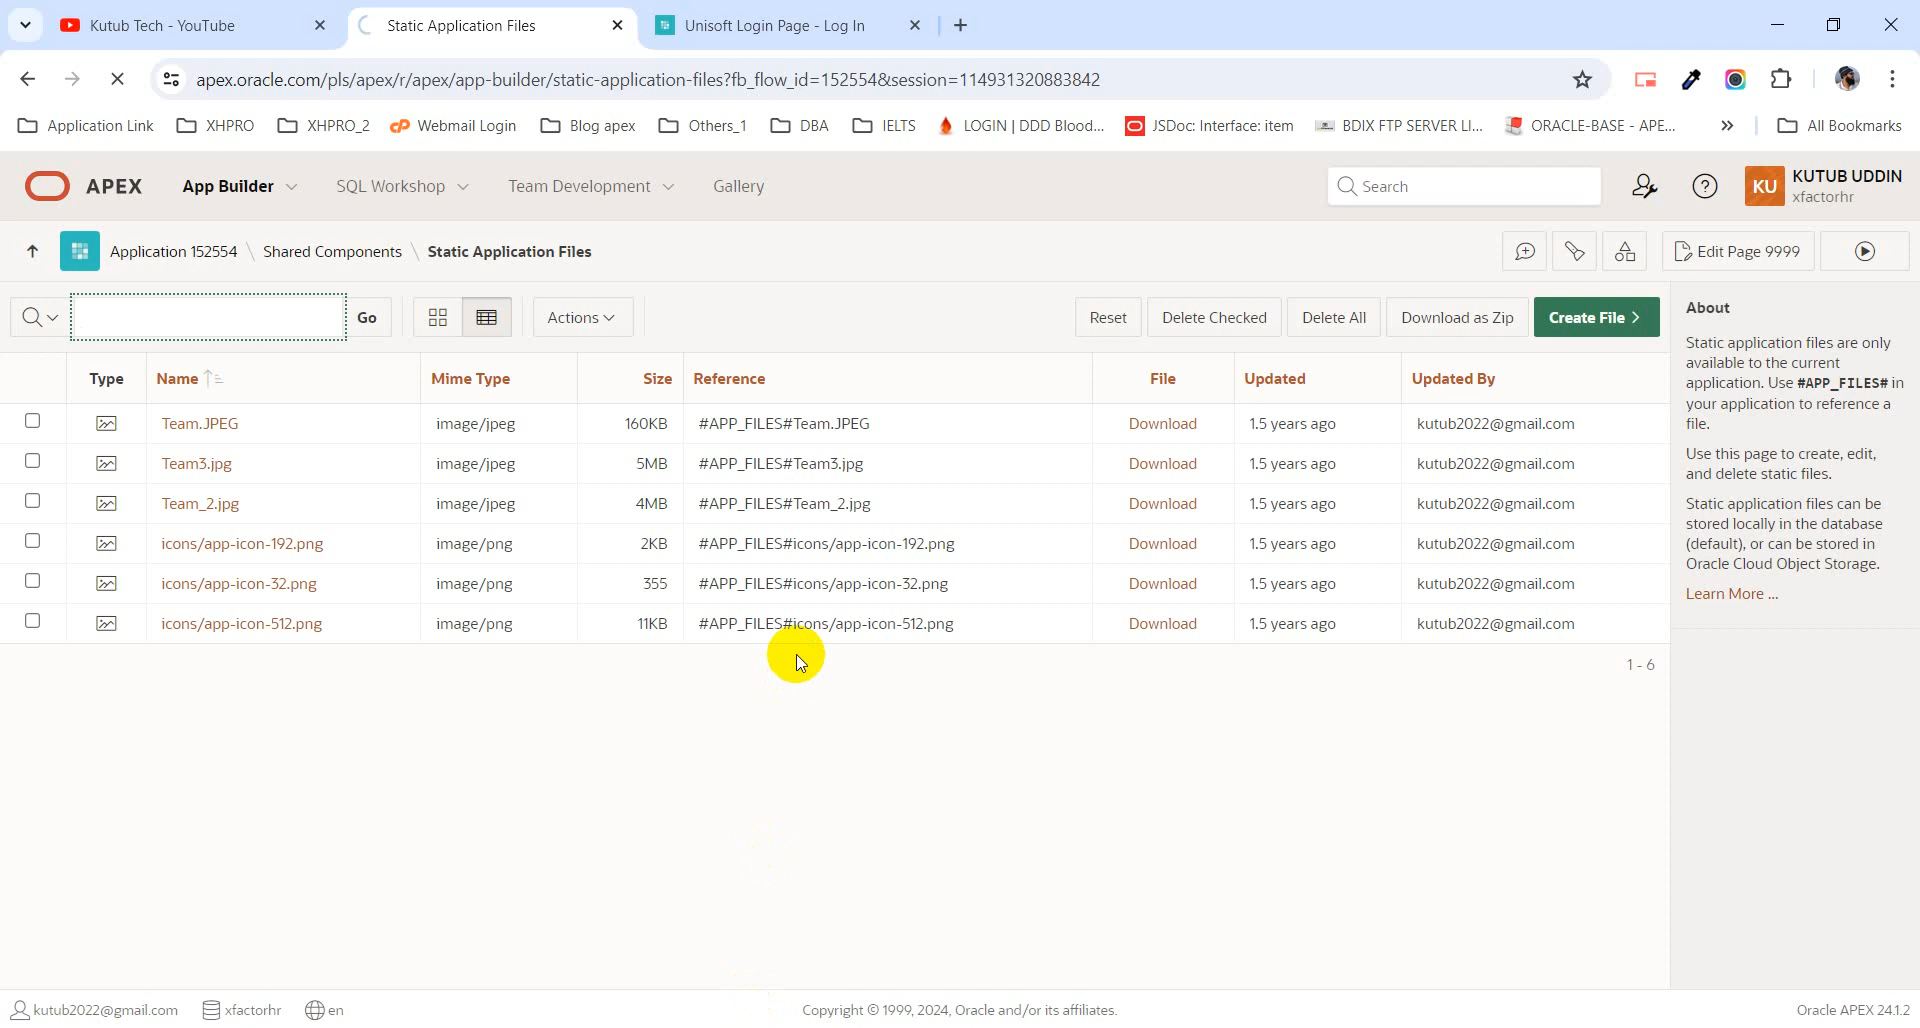 Kutub Tech - YouTube
Static Application Files
Unisoft Login Page - Log In
apex.oracle.com/pls/apex/r/apex/app-builder/static-application-files?fb_flow_id=152554&session=114931320883842
Application Link XHPRO XHPRO_2 Webmail Login Blog apex Others_1 DBA IELTS LOGIN | DDD Blood... JSDoc: Interface: item BDIX FTP SERVER LI... ORACLE-BASE - APE... » All Bookmarks
APEX App Builder SQL Workshop Team Development Gallery Search KU KUTUB UDDIN
xfactorhr
Application 152554 \ Shared Components \ Static Application Files Edit Page 9999
Go Actions Reset Delete Checked Delete All Download as Zip Create File
Type Name Mime Type Size Reference File Updated Updated By
Team.JPEG image/jpeg 160KB #APP_FILES#Team.JPEG Download 1.5 years ago kutub2022@gmail.com
Team3.jpg image/jpeg 5MB #APP_FILES#Team3.jpg Download 1.5 years ago kutub2022@gmail.com
Team_2.jpg image/jpeg 4MB #APP_FILES#Team_2.jpg Download 1.5 years ago kutub2022@gmail.com
icons/app-icon-192.png image/png 2KB #APP_FILES#icons/app-icon-192.png Download 1.5 years ago kutub2022@gmail.com
icons/app-icon-32.png image/png 355 #APP_FILES#icons/app-icon-32.png Download 1.5 years ago kutub2022@gmail.com
icons/app-icon-512.png image/png 11KB #APP_FILES#icons/app-icon-512.png Download 1.5 years ago kutub2022@gmail.com
1 - 6
About
Static application files are only
available to the current
application. Use #APP_FILES# in
your application to reference a
file.
Use this page to create, edit,
and delete static files.
Static application files can be
stored locally in the database
(default), or can be stored in
Oracle Cloud Object Storage.
Learn More ...
kutub2022@gmail.com xfactorhr en Copyright © 1999, 2024, Oracle and/or its affiliates. Oracle APEX 24.1.2